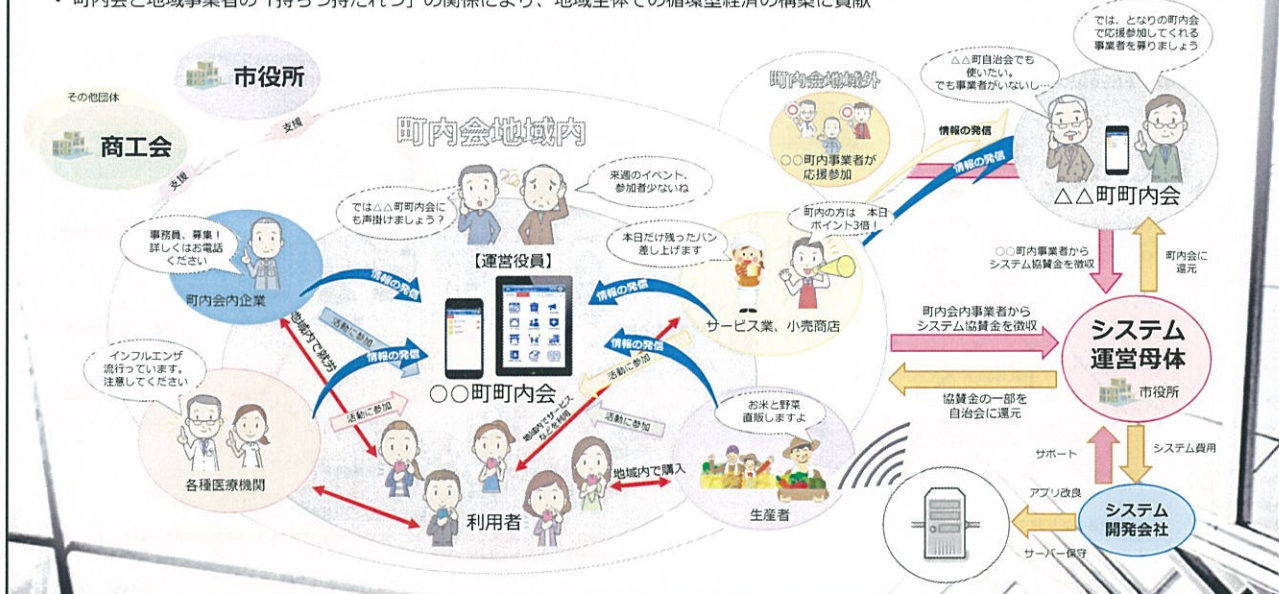 ・町内会と地域事業者の「持ちつ持たれつ」の関係により、地域全体での循環型経済の構築に貢献
では、となりの町内会
で応援参加してくれる
事業者を募りましょう
△△町自治会でも
使いたい。
でも事業者がいないし…
市役所
その他団体
商工会
支援
支援
町内会地域内
町内会地域外
○○町内事業者が
応援参加
情報の発信
情報の発信
△△町町内会
来週のイベント、
参加者少ないね
では△△町町内会に
も声掛けましょう？
【運営役員】
事務員、募集！
詳しくはお電話
ください
町内会内企業
本日だけ残ったパン
差し上げます
町内の方は 本日
ポイント3倍！
サービス業、小売商店
情報の発信
情報の発信
情報の発信
情報の発信
活動に参加
地域内で就労
○○町町内会
活動に参加
インフルエンザ
流行っています。
注意してください
各種医療機関
活動に参加
地域内でサービス
などを利用
活動に参加
お米と野菜
直販しますよ
地域内で購入
利用者
生産者
○○町内事業者から
システム協賛金を徴収
町内会に
還元
町内会内事業者から
システム協賛金を徴収
システム
運営母体
市役所
協賛金の一部を
自治会に還元
サポート
システム費用
アプリ改良
システム
開発会社
サーバー保守